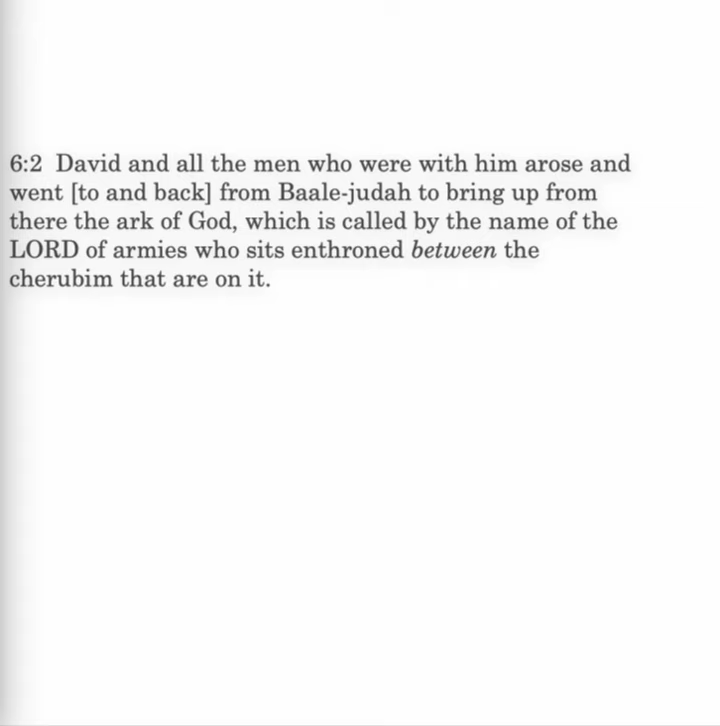 6:2 David and all the men who were with him arose and
went [to and back] from Baale-judah to bring up from
there the ark of God, which is called by the name of the
LORD of armies who sits enthroned between the
cherubim that are on it.